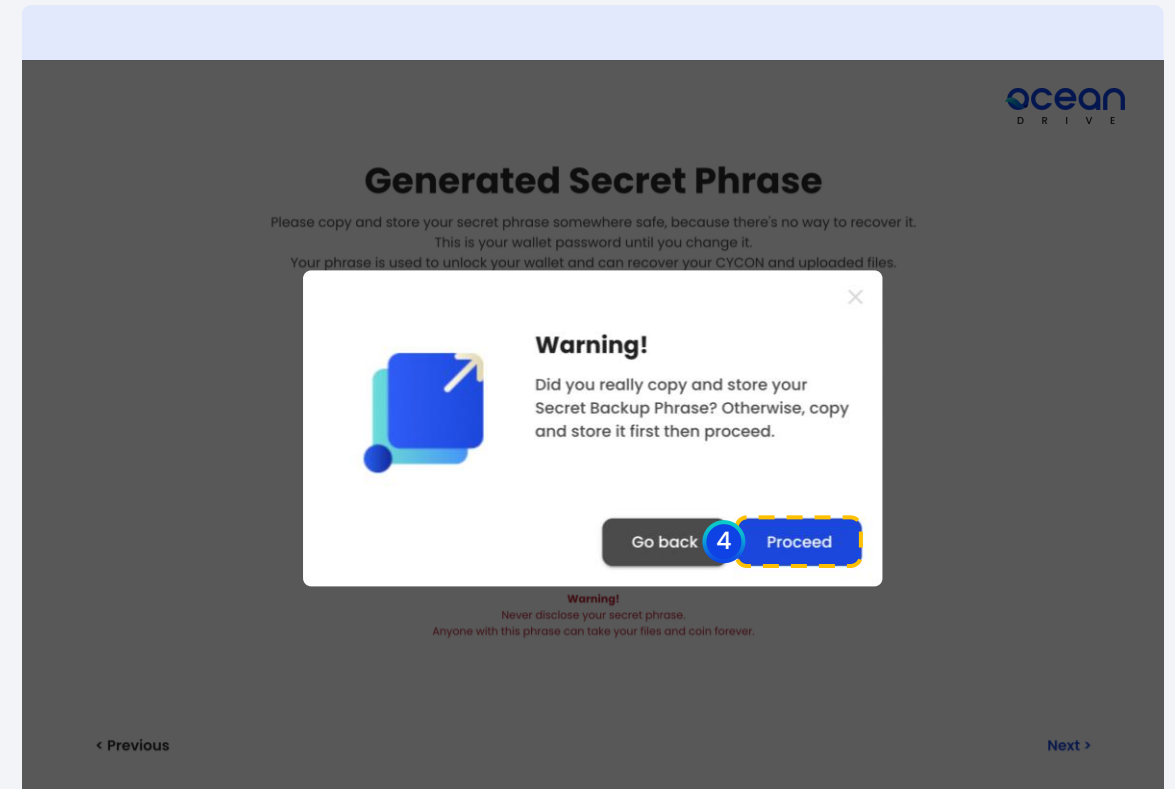 ocean
DRIVE
Generated Secret Phrase
Please copy and store your secret phrase somewhere safe, because there's no way to recover it.
This is your wallet password until you change it.
Your phrase is used to unlock your wallet and can recover your CYCON and uploaded files.
Warning!
Did you really copy and store your
Secret Backup Phrase? Otherwise, copy
and store it first then proceed.
Go back 4 Proceed
Warning!
Never disclose your secret phrase.
Anyone with this phrase can take your files and coin forever.
< Previous
Next >